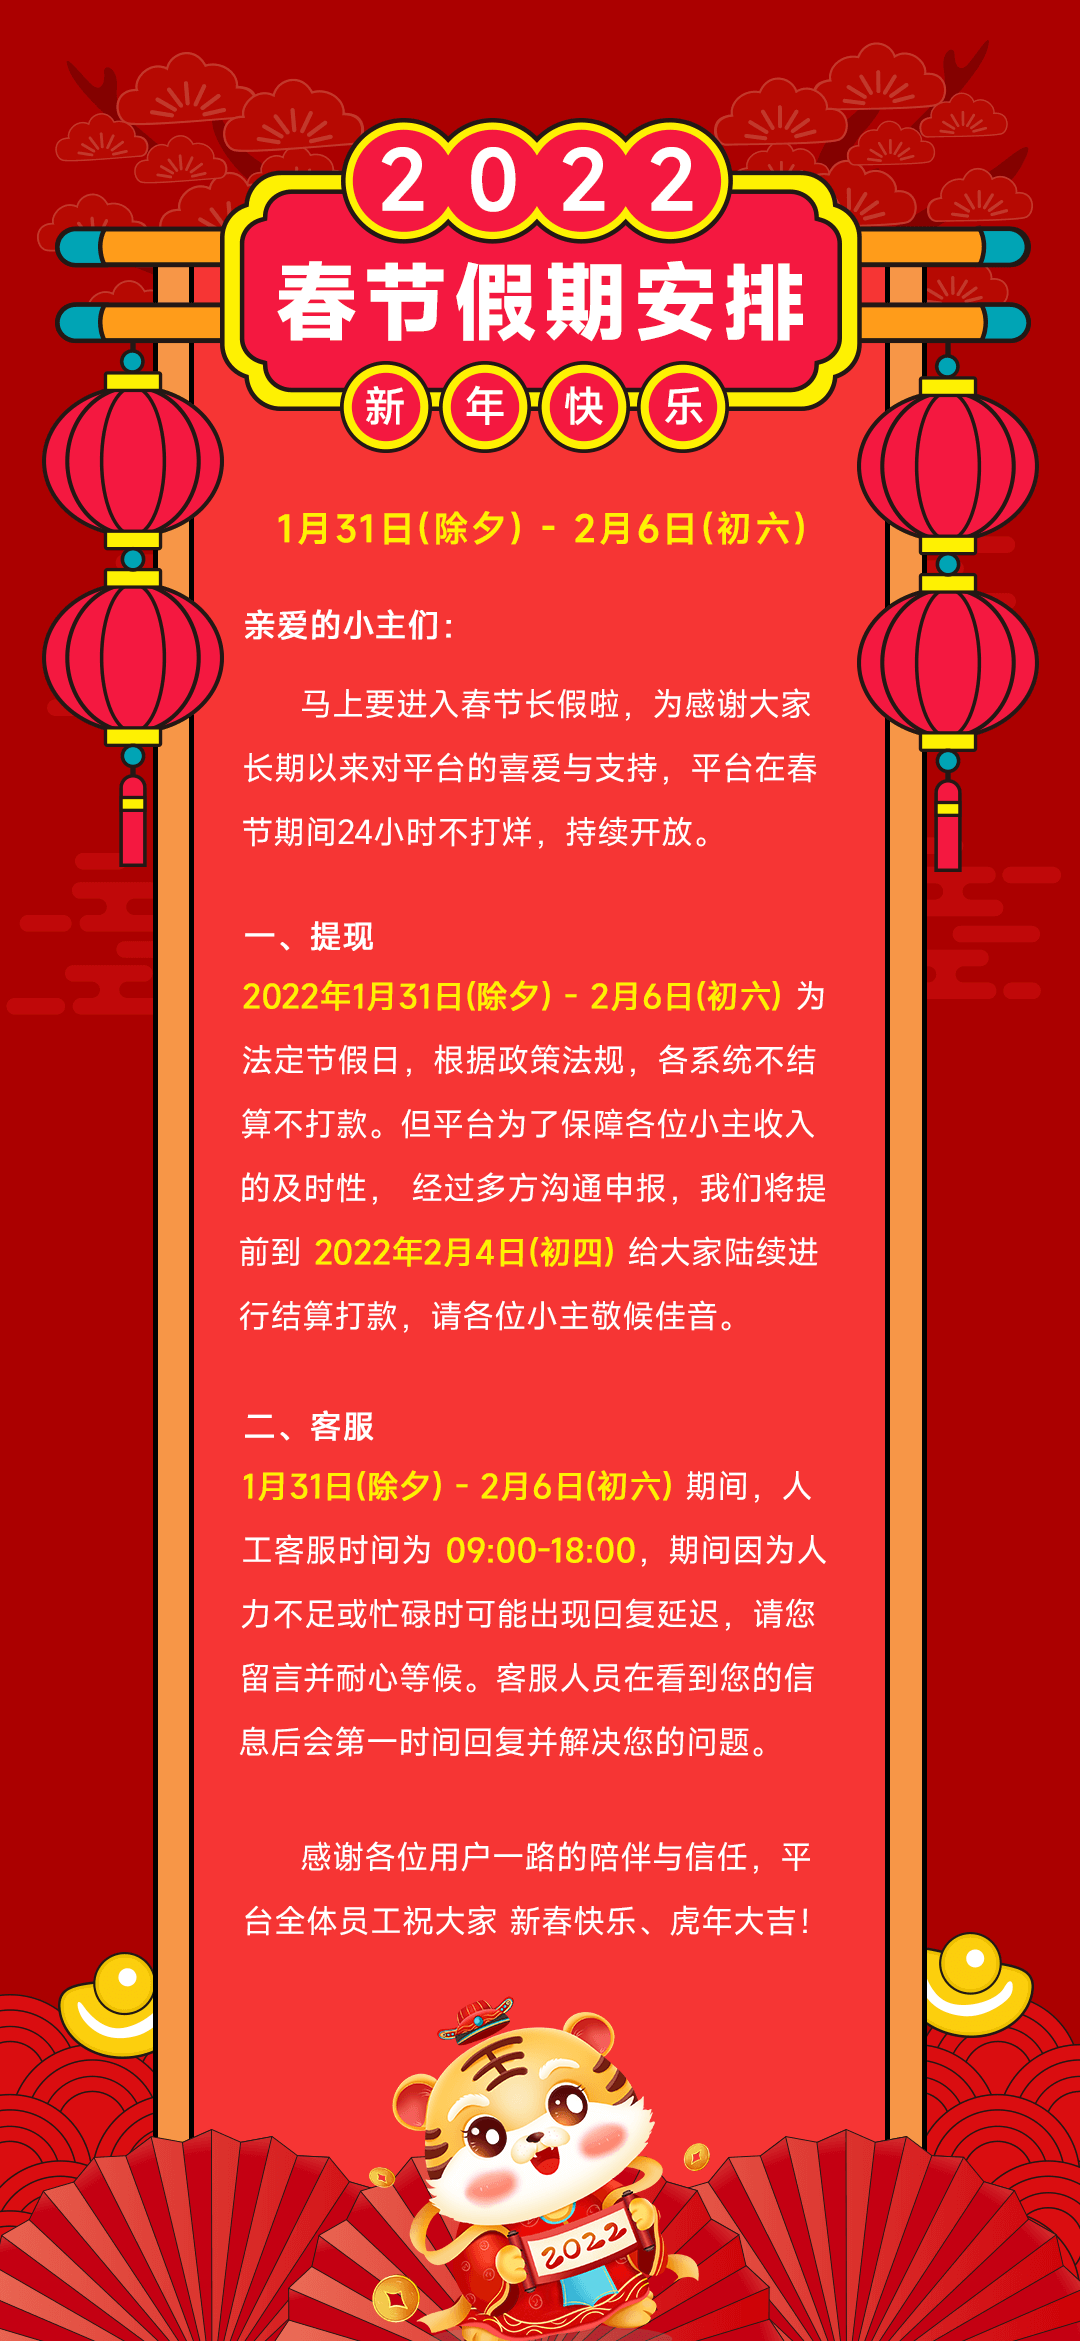 2022
春节假期安排
新年快乐
1月31日(除夕) - 2月6日(初六)
亲爱的小主们：
马上要进入春节长假啦，为感谢大家
长期以来对平台的喜爱与支持，平台在春
节期间24小时不打烊，持续开放。
一、提现
2022年1月31日(除夕) - 2月6日(初六) 为
法定节假日，根据政策法规，各系统不结
算不打款。但平台为了保障各位小主收入
的及时性， 经过多方沟通申报，我们将提
前到 2022年2月4日(初四) 给大家陆续进
行结算打款，请各位小主敬候佳音。
二、客服
1月31日(除夕) - 2月6日(初六) 期间，人
工客服时间为 09:00-18:00，期间因为人
力不足或忙碌时可能出现回复延迟，请您
留言并耐心等候。客服人员在看到您的信
息后会第一时间回复并解决您的问题。
感谢各位用户一路的陪伴与信任，平
台全体员工祝大家 新春快乐、虎年大吉！
王
2022